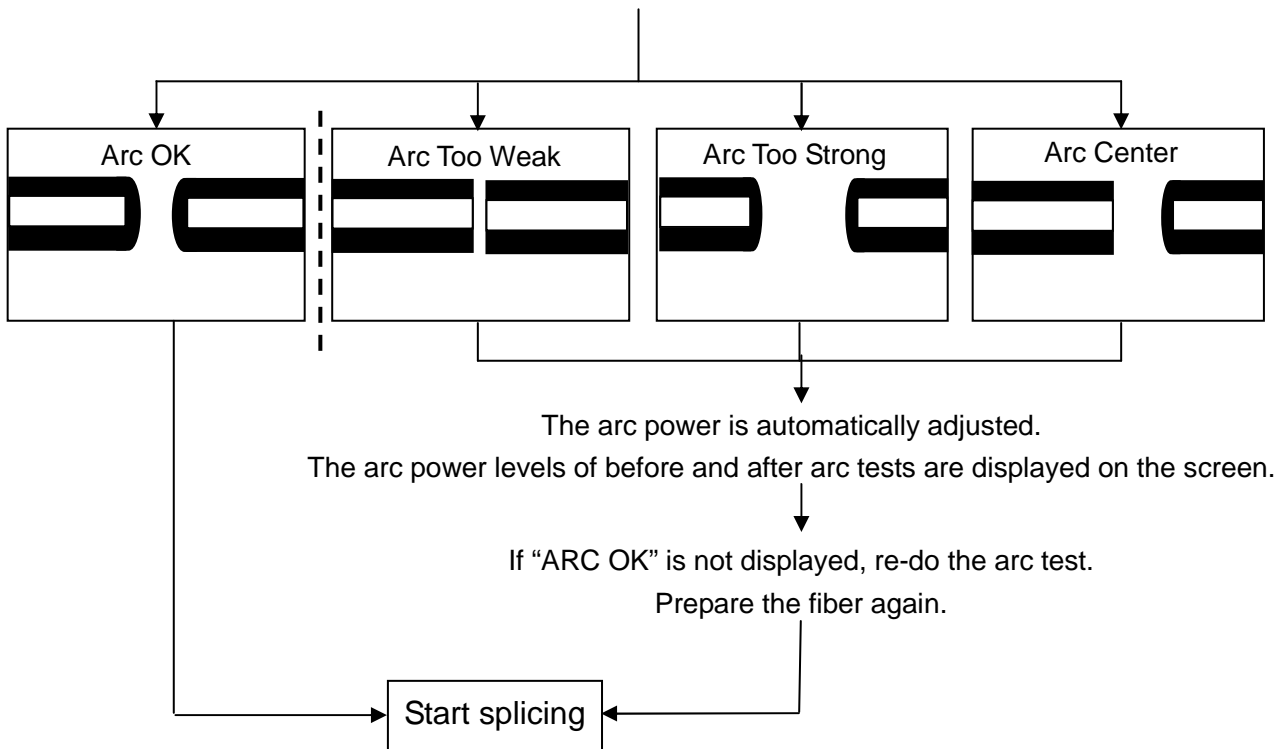 Arc OK
Arc Too Weak
Arc Too Strong
Arc Center
The arc power is automatically adjusted.
The arc power levels of before and after arc tests are displayed on the screen.
If “ARC OK” is not displayed, re-do the arc test.
Prepare the fiber again.
Start splicing